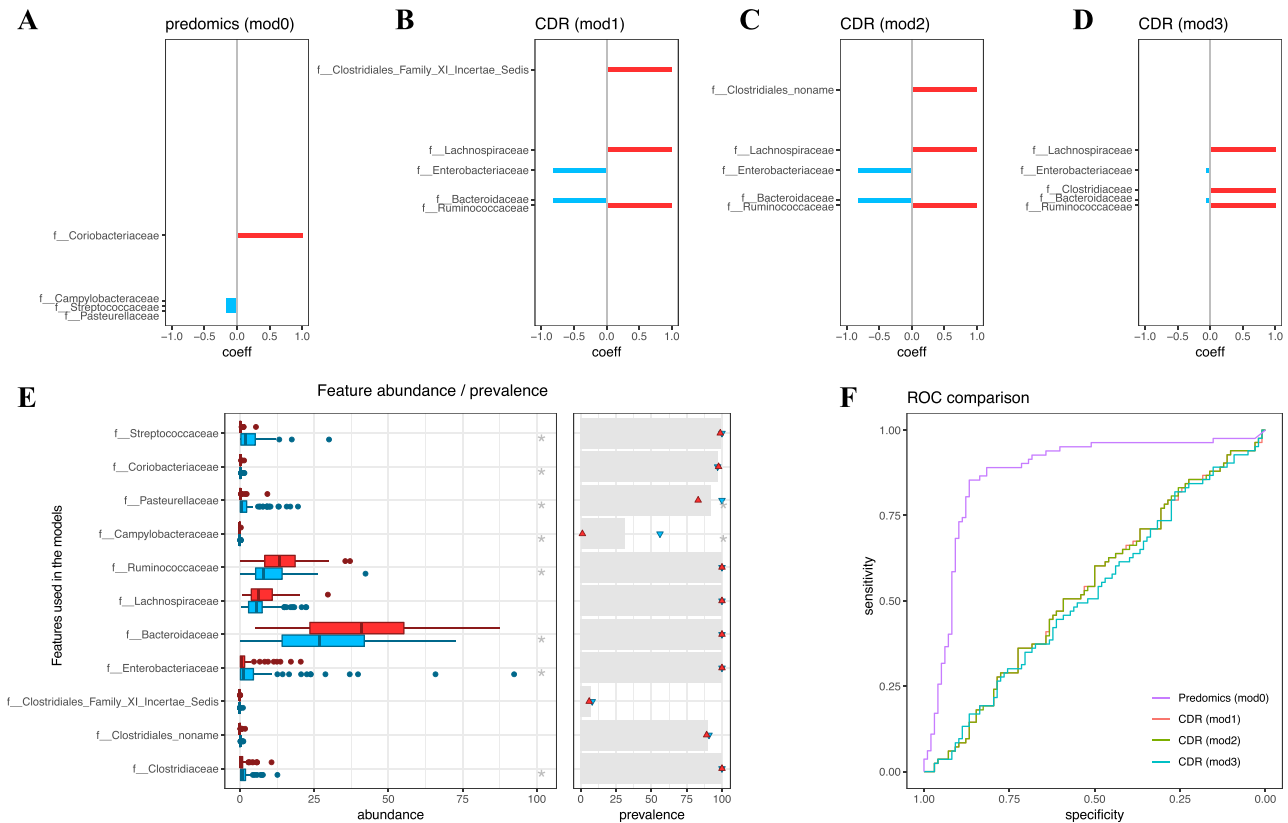 A
predomics (mod0)
f__Coriobacteriaceae
f__Campylobacteraceae
f__Streptococcaceae
f__Pasteurellaceae
−1.0 −0.5 0.0 0.5 1.0
coeff
B
CDR (mod1)
f__Clostridiales_Family_XI_Incertae_Sedis
f__Lachnospiraceae
f__Enterobacteriaceae
f__Bacteroidaceae
f__Ruminococcaceae
−1.0 −0.5 0.0 0.5 1.0
coeff
C
CDR (mod2)
f__Clostridiales_noname
f__Lachnospiraceae
f__Enterobacteriaceae
f__Bacteroidaceae
f__Ruminococcaceae
−1.0 −0.5 0.0 0.5 1.0
coeff
D
CDR (mod3)
f__Lachnospiraceae
f__Enterobacteriaceae
f__Clostridiaceae
f__Bacteroidaceae
f__Ruminococcaceae
−1.0 −0.5 0.0 0.5 1.0
coeff
E
Feature abundance / prevalence
Features used in the models
f__Streptococcaceae
*
f__Coriobacteriaceae
*
f__Pasteurellaceae
* *
f__Campylobacteraceae
*
f__Ruminococcaceae
*
f__Lachnospiraceae
f__Bacteroidaceae
*
f__Enterobacteriaceae
*
f__Clostridiales_Family_XI_Incertae_Sedis
f__Clostridiales_noname
f__Clostridiaceae
*
0 25 50 75 100
abundance
0 25 50 75 100
prevalence
F
ROC comparison
1.00
0.75
0.50
0.25
0.00
sensitivity
Predomics (mod0)
CDR (mod1)
CDR (mod2)
CDR (mod3)
1.00 0.75 0.50 0.25 0.00
specificity